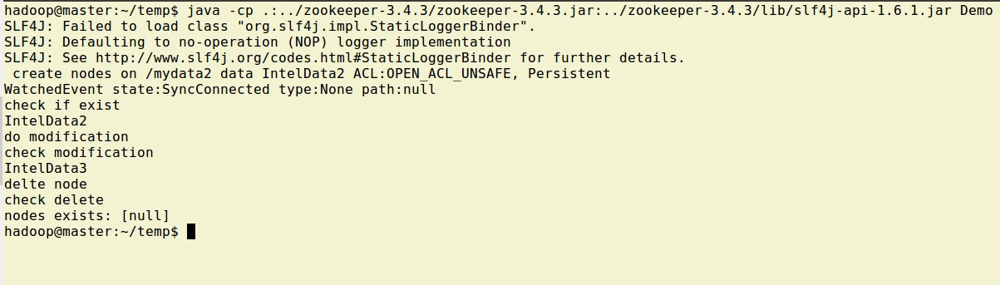 hadoop@master:~/temp$ java -cp .:../zookeeper-3.4.3/zookeeper-3.4.3.jar:../zookeeper-3.4.3/lib/slf4j-api-1.6.1.jar Demo
SLF4J: Failed to load class "org.slf4j.impl.StaticLoggerBinder".
SLF4J: Defaulting to no-operation (NOP) logger implementation
SLF4J: See http://www.slf4j.org/codes.html#StaticLoggerBinder for further details.
 create nodes on /mydata2 data IntelData2 ACL:OPEN_ACL_UNSAFE, Persistent
WatchedEvent state:SyncConnected type:None path:null
check if exist
IntelData2
do modification
check modification
IntelData3
delte node
check delete
nodes exists: [null]
hadoop@master:~/temp$